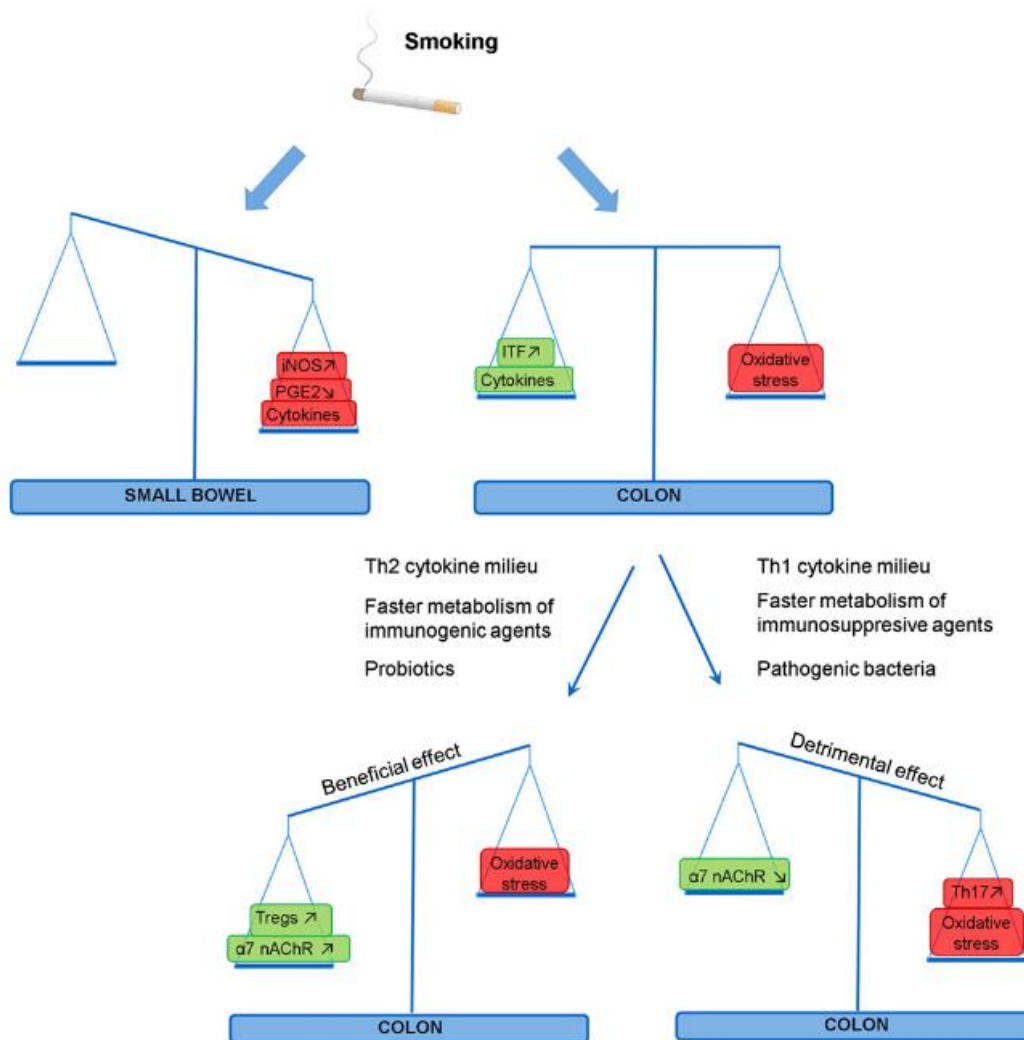 Smoking
iNOS↗
PGE2↘
Cytokines
SMALL BOWEL
ITF↗
Cytokines
Oxidative
stress
COLON
Th2 cytokine milieu
Faster metabolism of
immunogenic agents
Probiotics
Th1 cytokine milieu
Faster metabolism of
immunosuppresive agents
Pathogenic bacteria
Beneficial effect
Oxidative
stress
Tregs ↗
α7 nAChR ↗
COLON
Detrimental effect
α7 nAChR ↘
Th17↗
Oxidative
stress
COLON